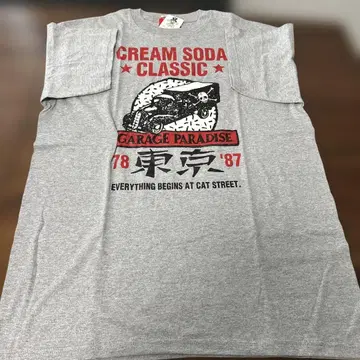 CREAM SODA
★ CLASSIC ★
GARAGE PARADISE
78 東京 '87
EVERYTHING BEGINS AT CAT STREET.